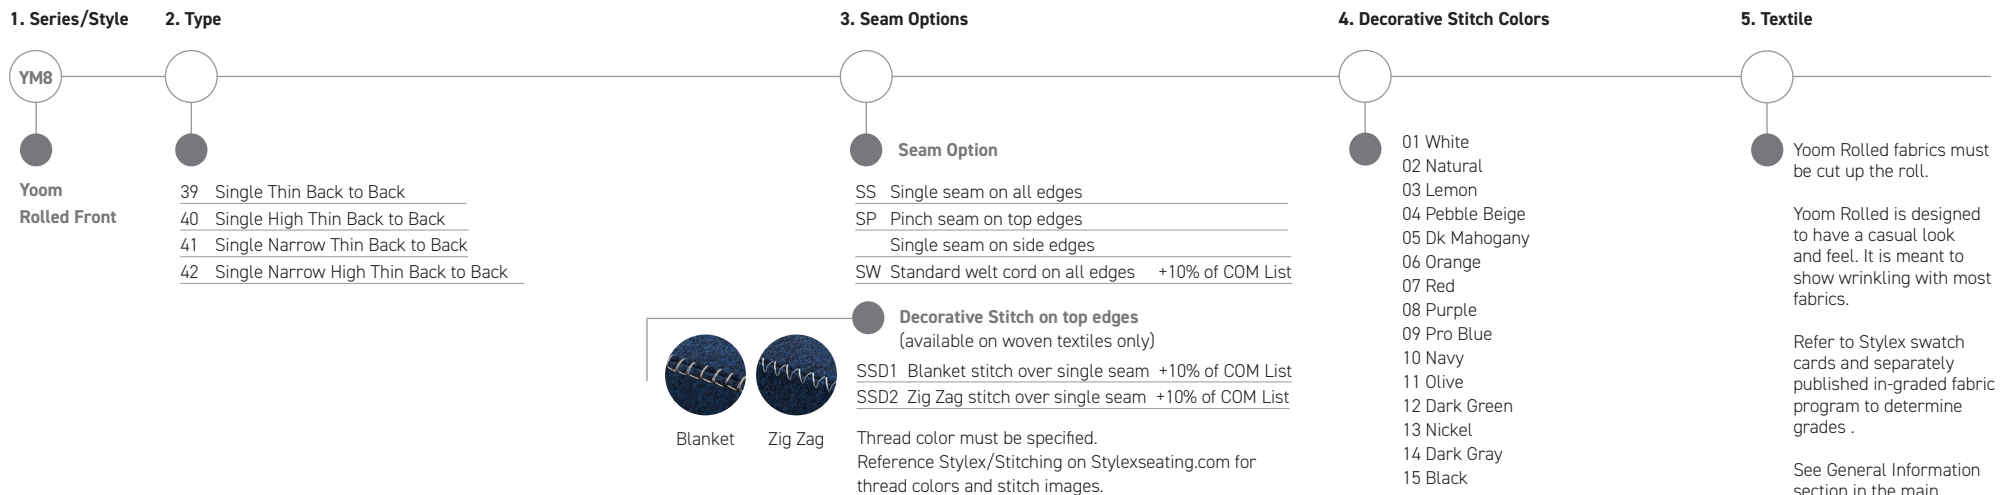 1. Series/Style
2. Type
3. Seam Options
4. Decorative Stitch Colors
5. Textile
YM8
Yoom
Rolled Front
39 Single Thin Back to Back
40 Single High Thin Back to Back
41 Single Narrow Thin Back to Back
42 Single Narrow High Thin Back to Back
Seam Option
SS Single seam on all edges
SP Pinch seam on top edges
Single seam on side edges
SW Standard welt cord on all edges +10% of COM List
Decorative Stitch on top edges
(available on woven textiles only)
SSD1 Blanket stitch over single seam +10% of COM List
SSD2 Zig Zag stitch over single seam +10% of COM List
Blanket
Zig Zag
Thread color must be specified.
Reference Stylex/Stitching on Stylexseating.com for
thread colors and stitch images.
01 White
02 Natural
03 Lemon
04 Pebble Beige
05 Dk Mahogany
06 Orange
07 Red
08 Purple
09 Pro Blue
10 Navy
11 Olive
12 Dark Green
13 Nickel
14 Dark Gray
15 Black
Yoom Rolled fabrics must
be cut up the roll.
Yoom Rolled is designed
to have a casual look
and feel. It is meant to
show wrinkling with most
fabrics.
Refer to Stylex swatch
cards and separately
published in-graded fabric
program to determine
grades .
See General Information
section in the main